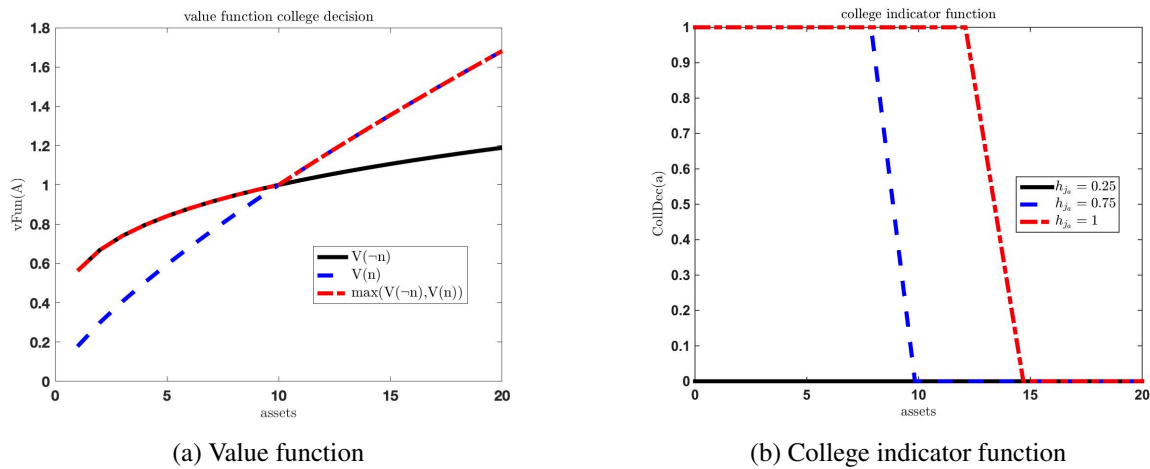 value function college decision
1.8
1.6
1.4
1.2
1
0.8
0.6
0.4
0.2
0
vFun(A)
0 5 10 15 20
assets
V(¬n)
V(n)
max(V(¬n),V(n))
(a) Value function
college indicator function
1
0.9
0.8
0.7
0.6
0.5
0.4
0.3
0.2
0.1
0
CollDec(a)
0 5 10 15 20
assets
h_{j_a} = 0.25
h_{j_a} = 0.75
h_{j_a} = 1
(b) College indicator function